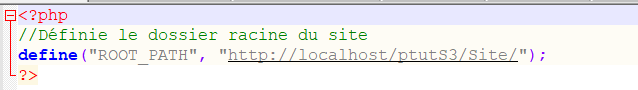 <?php
//Définie le dossier racine du site
define("ROOT_PATH", "http://localhost/ptutS3/Site/");
?>